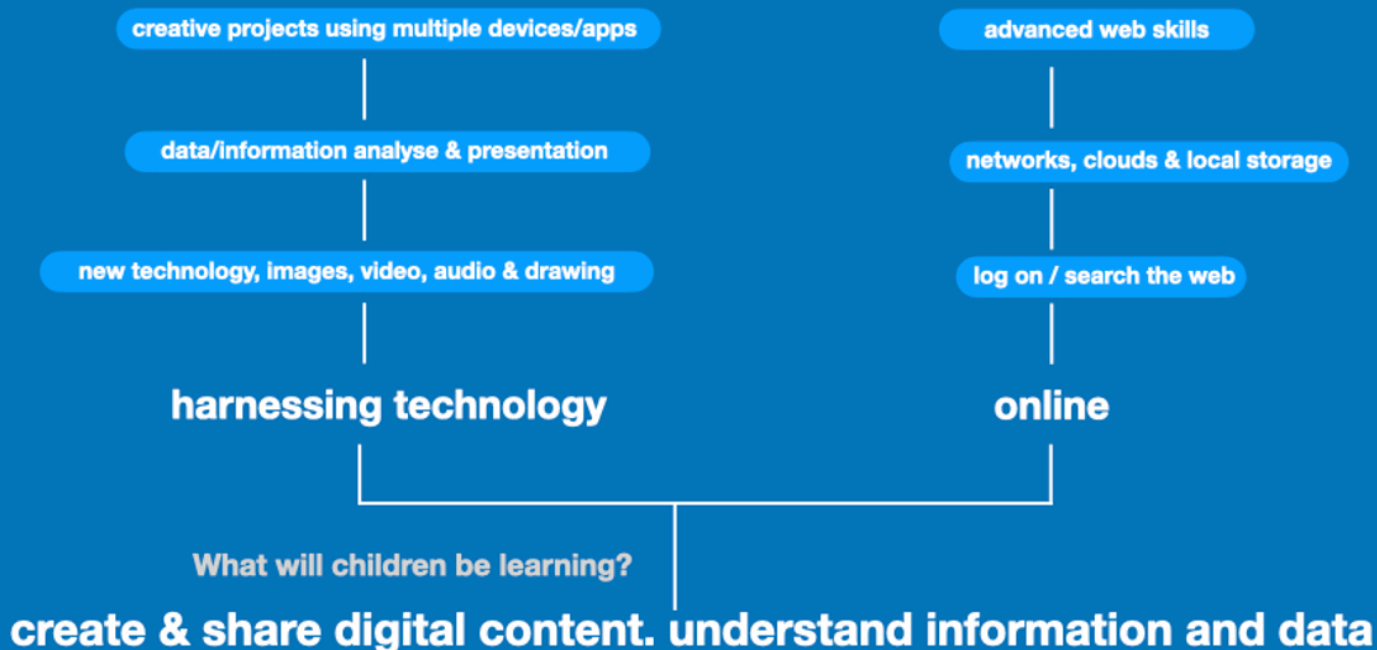 creative projects using multiple devices/apps
advanced web skills
data/information analyse & presentation
networks, clouds & local storage
new technology, images, video, audio & drawing
log on / search the web
harnessing technology
online
What will children be learning?
create & share digital content. understand information and data